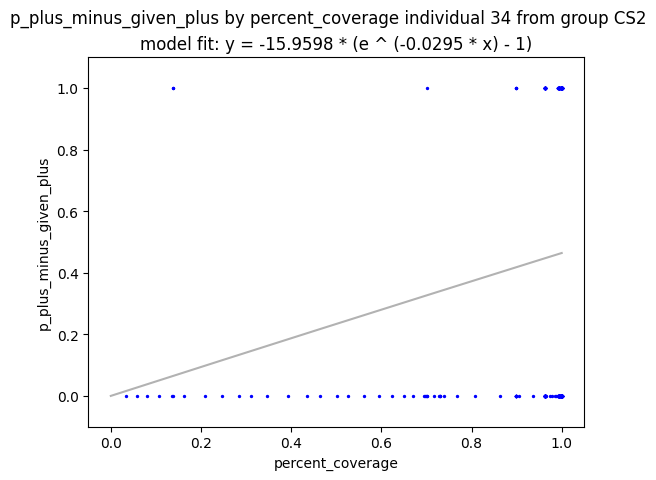 p_plus_minus_given_plus by percent_coverage individual 34 from group CS2
model fit: y = -15.9598 * (e ^ (-0.0295 * x) - 1)
1.0
0.8
0.6
0.4
0.2
0.0
p_plus_minus_given_plus
0.0 0.2 0.4 0.6 0.8 1.0
percent_coverage